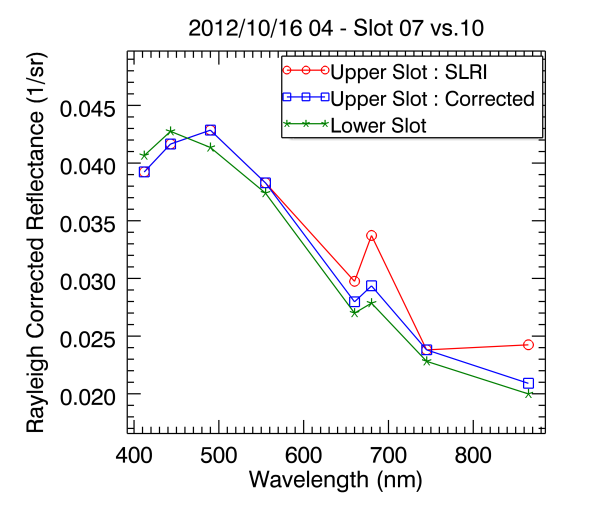 2012/10/16 04 - Slot 07 vs.10
Upper Slot : SLRI
Upper Slot : Corrected
Lower Slot
Rayleigh Corrected Reflectance (1/sr)
0.045
0.040
0.035
0.030
0.025
0.020
400 500 600 700 800
Wavelength (nm)